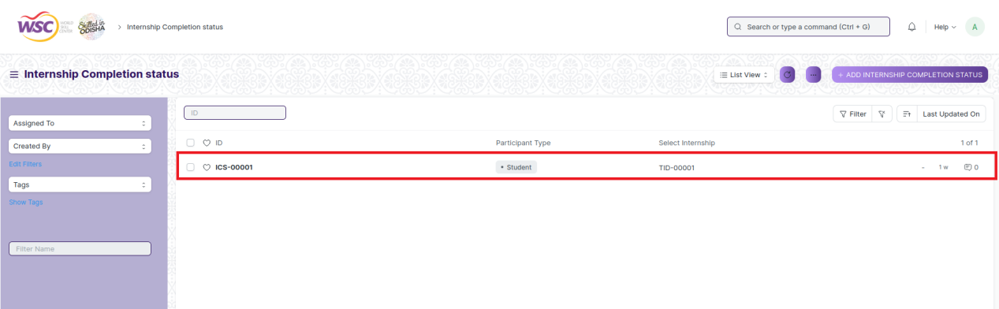 WSC WORLD SKILL CENTER Skilled in ODISHA > Internship Completion status Search or type a command (Ctrl + G) Help A
Internship Completion status List View + ADD INTERNSHIP COMPLETION STATUS
Assigned To
Created By
Edit Filters
Tags
Show Tags
Filter Name
ID Filter Last Updated On
ID Participant Type Select Internship 1 of 1
ICS-00001 • Student TID-00001 - 1 w 0